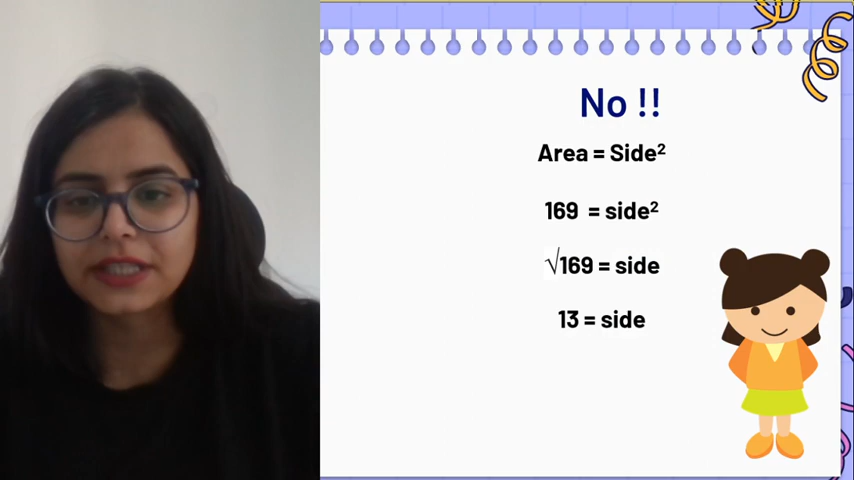 No !!
Area = Side²
169 = side²
√169 = side
13 = side